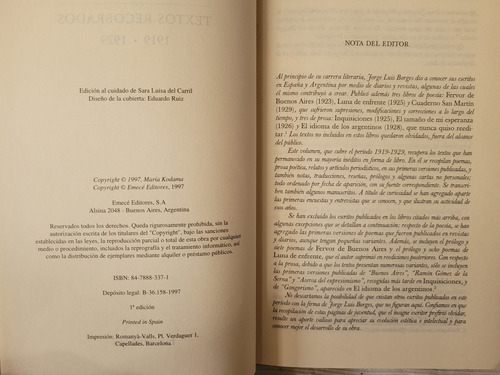 TEXTOS RECOBRADOS
1919 - 1929
Edición al cuidado de Sara Luisa del Carril
Diseño de la cubierta: Eduardo Ruiz
Copyright © 1997, María Kodama
Copyright © Emecé Editores, 1997
Emecé Editores, S.A
Alsina 2048 - Buenos Aires, Argentina
Reservados todos los derechos. Queda rigurosamente prohibida, sin la
autorización escrita de los titulares del "Copyright", bajo las sanciones
establecidas en las leyes, la reproducción parcial o total de esta obra por cualquier
medio o procedimiento, incluidos la reprografía y el tratamiento informático, así
como la distribución de ejemplares mediante alquiler o préstamo públicos.
ISBN: 84-7888-337-1
Depósito legal: B-36.158-1997
1ª edición
Printed in Spain
Impresión: Romanyà-Valls, Pl. Verdaguer 1,
Capellades, Barcelona
NOTA DEL EDITOR
Al principio de su carrera literaria, Jorge Luis Borges dio a conocer sus escritos
en España y Argentina por medio de diarios y revistas, algunas de las cuales
él mismo contribuyó a crear. Publicó además tres libros de poesía: Fervor de
Buenos Aires (1923), Luna de enfrente (1925) y Cuaderno San Martín
(1929), que sufrieron supresiones, modificaciones y correcciones a lo largo del
tiempo, y tres de prosa: Inquisiciones (1925), El tamaño de mi esperanza
(1926) y El idioma de los argentinos (1928), que nunca quiso reedi-
tar.¹ Los textos no incluidos en estos libros quedaron olvidados, fuera del alcance
del público.
Este volumen, que cubre el período 1919-1929, recupera los textos que han
permanecido en su mayoría inéditos en forma de libro. En él se recopilan poemas,
prosa poética, relatos y artículos periodísticos, en sus primeras versiones publicadas, y
también notas, traducciones, reseñas, prólogos y algunas cartas no personales;
todo ordenado por fecha de aparición, con su fuente correspondiente. Se transcri-
ben también algunos manuscritos. A título de curiosidad se han agregado aparte
las primeras encuestas y entrevistas que se conocen, y que ilustran su actividad de
esos años.
Se han excluido los escritos publicados en los libros citados más arriba, con
algunas excepciones que se detallan a continuación: respecto de la poesía, se han
agregado las primeras versiones de poemas que fueron publicados en revistas
y diarios, aunque tengan pequeñas variantes. Además, se incluyen el prólogo y
siete poemas de Fervor de Buenos Aires y el prólogo y ocho poemas de
Luna de enfrente, que el autor suprimió en reediciones posteriores. Con respecto
a la prosa, debido a que los textos presentan numerosas variantes, sólo se incluyen
las primeras versiones publicadas de "Buenos Aires", "Ramón Gómez de la
Serna" y "Acerca del expresionismo", recogidas más tarde en Inquisiciones, y
de "Gongorismo", aparecido en El idioma de los argentinos.²
No descartamos la posibilidad de que existan otros escritos publicados en este
período con la firma de Jorge Luis Borges, que no figuran aquí. Confiamos en que
la recopilación de estas páginas de juventud, que el magno escritor prefirió olvidar,
resulte un aporte valioso para apreciar su evolución estética e intelectual y para
conocer mejor el desarrollo de su obra.